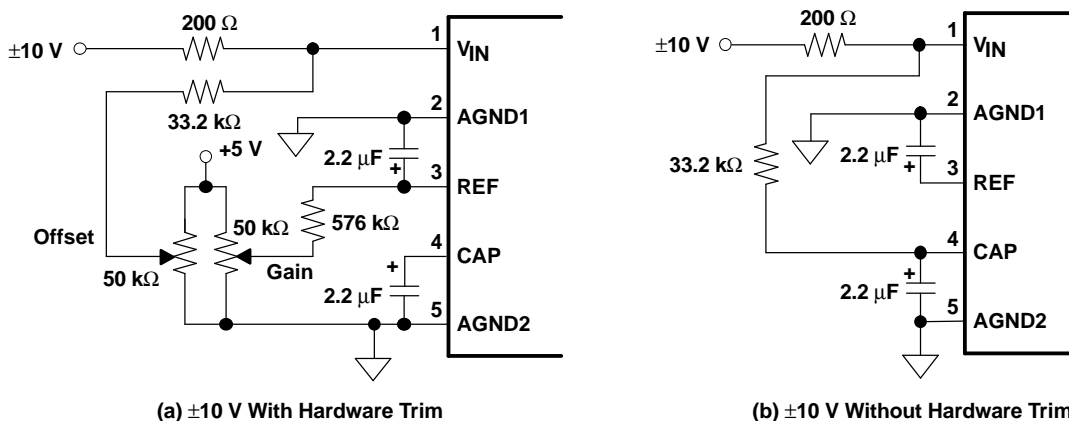 200 Ω
±10 V
1
V_IN
33.2 kΩ
2
AGND1
+5 V
2.2 μF
+
3
REF
50 kΩ
576 kΩ
Offset
4
CAP
50 kΩ
Gain
+
2.2 μF
5
AGND2
(a) ±10 V With Hardware Trim
200 Ω
±10 V
1
V_IN
2
AGND1
33.2 kΩ
2.2 μF
+
3
REF
4
CAP
+
2.2 μF
5
AGND2
(b) ±10 V Without Hardware Trim